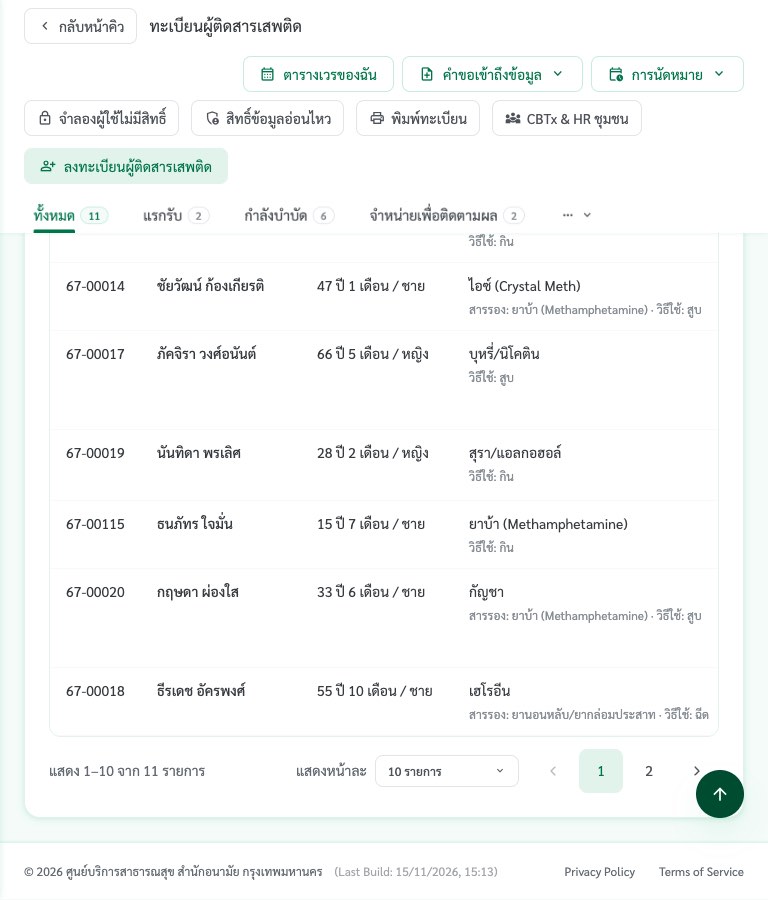 กลับหน้าคิว
ทะเบียนผู้ติดสารเสพติด
ตารางเวรของฉัน
คำขอเข้าถึงข้อมูล
การนัดหมาย
จำลองผู้ใช้ไม่มีสิทธิ์
สิทธิ์ข้อมูลอ่อนไหว
พิมพ์ทะเบียน
CBTx & HR ชุมชน
ลงทะเบียนผู้ติดสารเสพติด
ทั้งหมด 11
แรกรับ 2
กำลังบำบัด 6
จำหน่ายเพื่อติดตามผล 2
วิธีใช้: กิน
67-00014 ชัยวัฒน์ ก้องเกียรติ 47 ปี 1 เดือน / ชาย ไอซ์ (Crystal Meth)
สารรอง: ยาบ้า (Methamphetamine) · วิธีใช้: สูบ
67-00017 ภัคจิรา วงศ์อนันต์ 66 ปี 5 เดือน / หญิง บุหรี่/นิโคติน
วิธีใช้: สูบ
67-00019 นันทิดา พรเลิศ 28 ปี 2 เดือน / หญิง สุรา/แอลกอฮอล์
วิธีใช้: กิน
67-00115 ธนภัทร ใจมั่น 15 ปี 7 เดือน / ชาย ยาบ้า (Methamphetamine)
วิธีใช้: กิน
67-00020 กฤษดา ผ่องใส 33 ปี 6 เดือน / ชาย กัญชา
สารรอง: ยาบ้า (Methamphetamine) · วิธีใช้: สูบ
67-00018 ธีรเดช อัครพงศ์ 55 ปี 10 เดือน / ชาย เฮโรอีน
สารรอง: ยานอนหลับ/ยากล่อมประสาท · วิธีใช้: ฉีด
แสดง 1–10 จาก 11 รายการ
แสดงหน้าละ 10 รายการ
1 2
© 2026 ศูนย์บริการสาธารณสุข สำนักอนามัย กรุงเทพมหานคร (Last Build: 15/11/2026, 15:13)
Privacy Policy Terms of Service